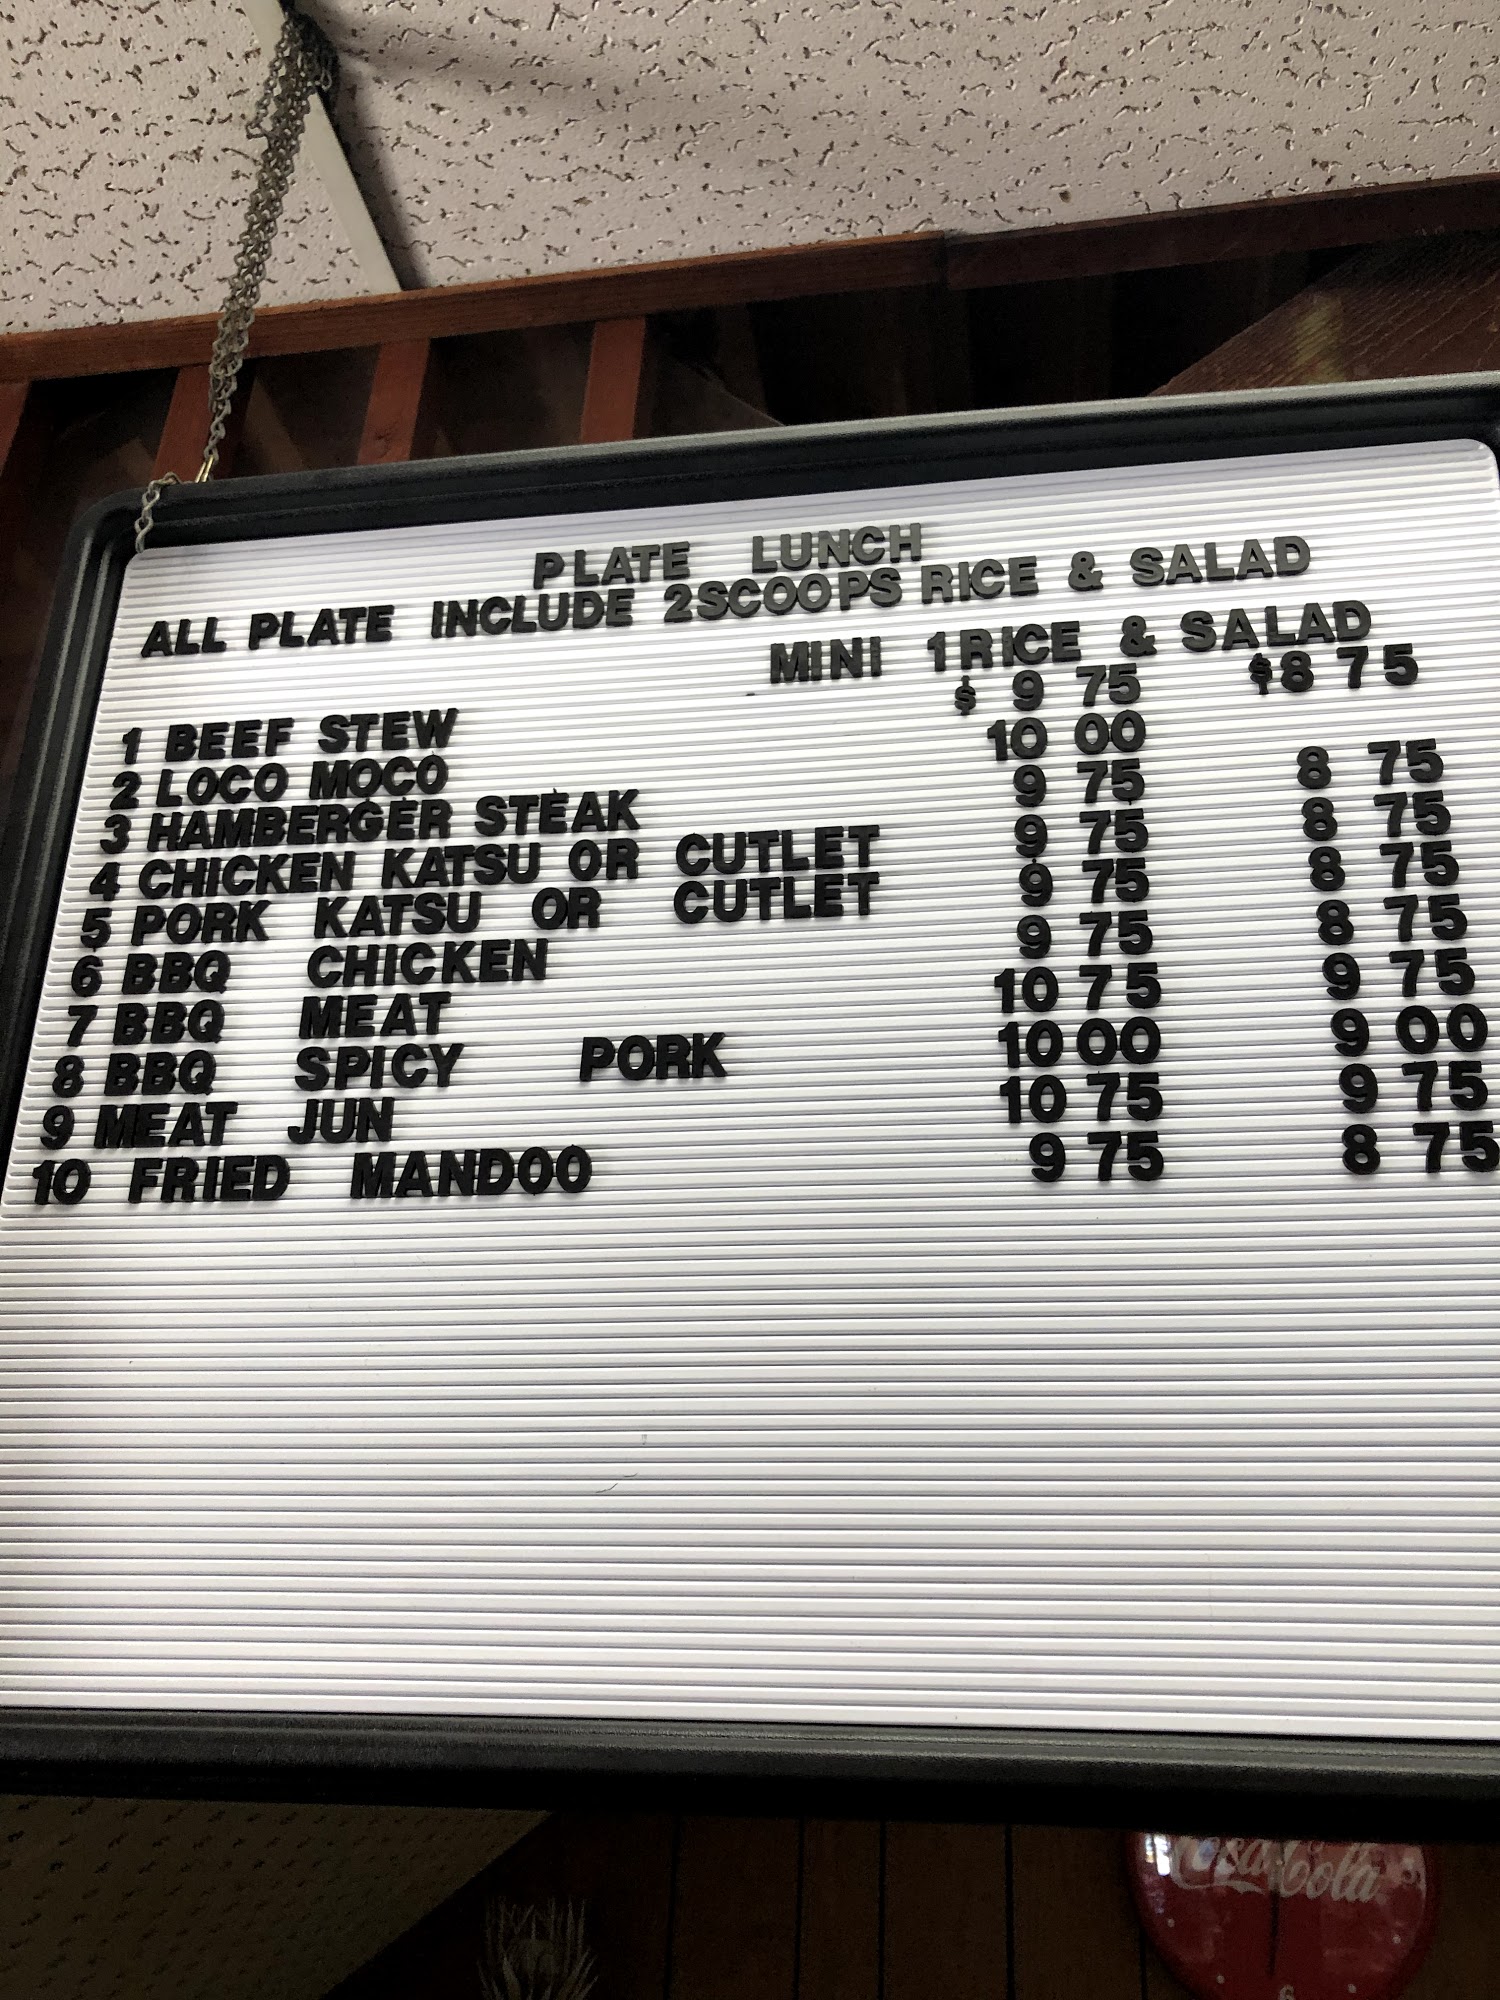 PLATE LUNCH
ALL PLATE INCLUDE 2SCOOPS RICE & SALAD
MINI 1RICE & SALAD
1 BEEF STEW $ 9 75 $8 75
2 LOCO MOCO 10 00
3 HAMBERGER STEAK 9 75 8 75
4 CHICKEN KATSU OR CUTLET 9 75 8 75
5 PORK KATSU OR CUTLET 9 75 8 75
6 BBQ CHICKEN 9 75 8 75
7 BBQ MEAT 10 75 9 75
8 BBQ SPICY PORK 10 00 9 00
9 MEAT JUN 10 75 9 75
10 FRIED MANDOO 9 75 8 75
Coca-Cola